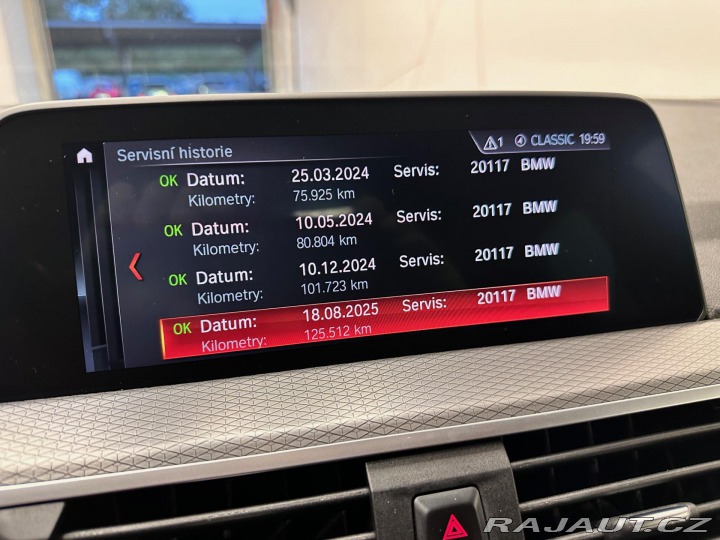 Servisní historie
1 CLASSIC 19:59
OK Datum: 25.03.2024 Servis: 20117 BMW
Kilometry: 75.925 km
OK Datum: 10.05.2024 Servis: 20117 BMW
Kilometry: 80.804 km
OK Datum: 10.12.2024 Servis: 20117 BMW
Kilometry: 101.723 km
OK Datum: 18.08.2025 Servis: 20117 BMW
Kilometry: 125.512 km
RAJAUT.CZ